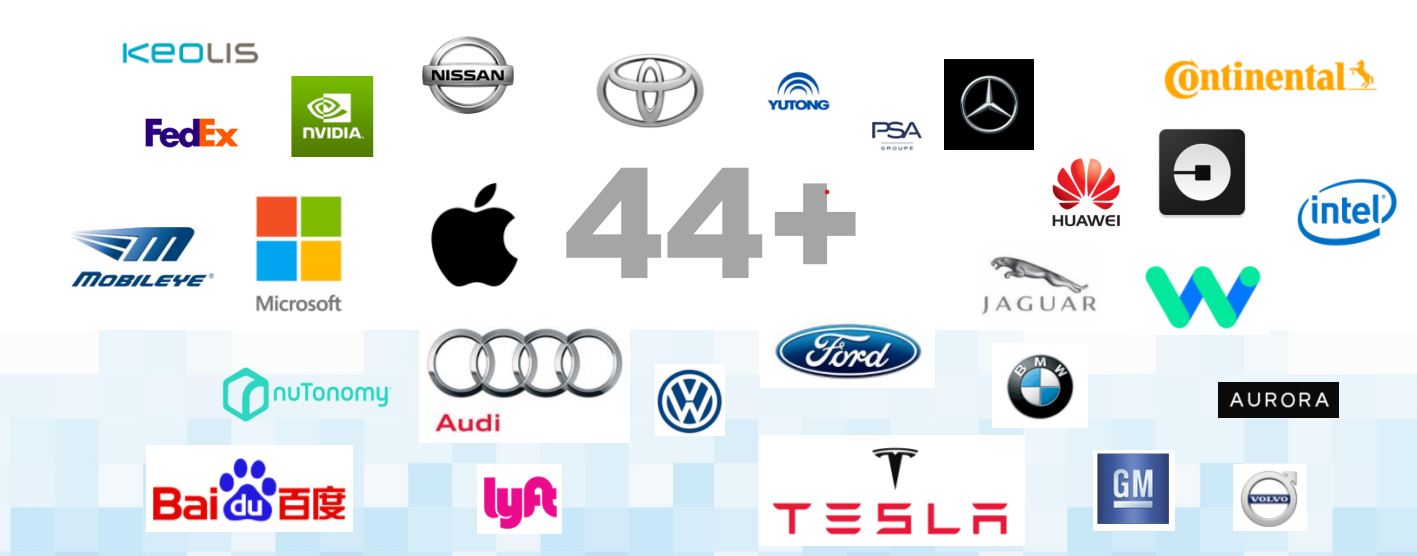 KEOLIS
NISSAN
YUTONG
Continental
NVIDIA.
FedEx
PSA
GROUPE
44+
HUAWEI
intel
MOBILEYE®
Microsoft
JAGUAR
Ford
nuTonomy
Audi
BMW
AURORA
Bai du 百度
lyft
TESLA
GM
VOLVO